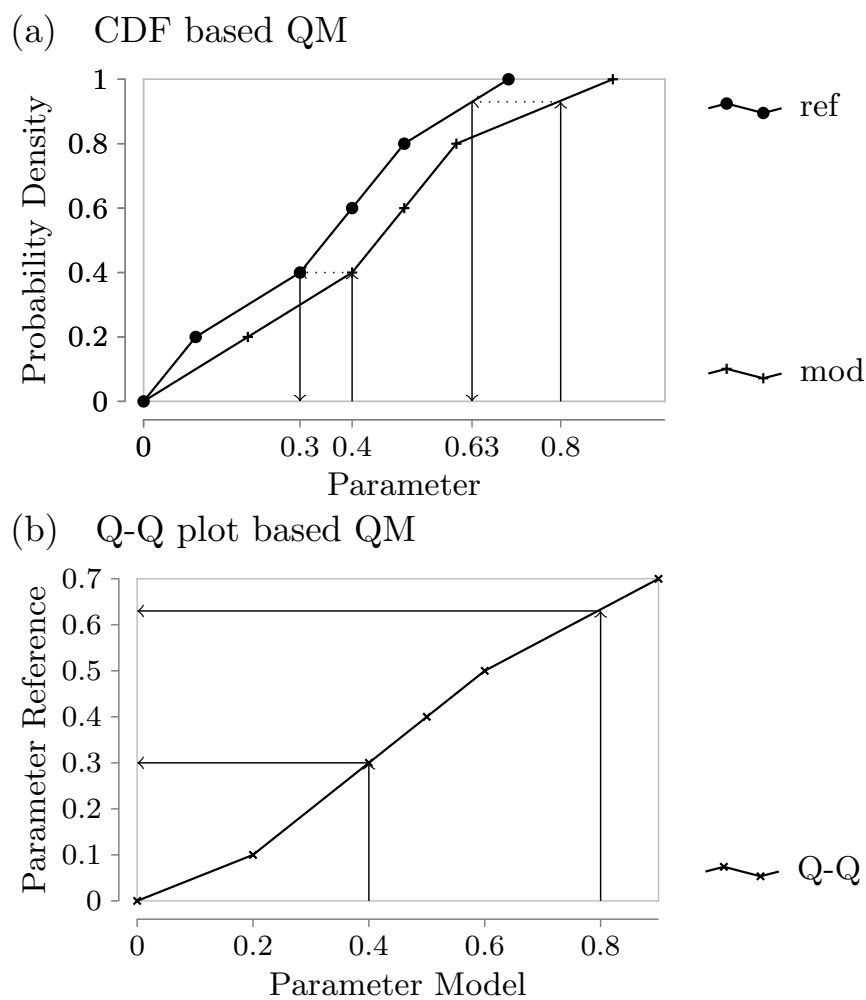 (a) CDF based QM
1
0.8
0.6
0.4
0.2
0
Probability Density
0 0.3 0.4 0.63 0.8
Parameter
ref
mod
(b) Q-Q plot based QM
0.7
0.6
0.5
0.4
0.3
0.2
0.1
0
Parameter Reference
0 0.2 0.4 0.6 0.8
Parameter Model
Q-Q